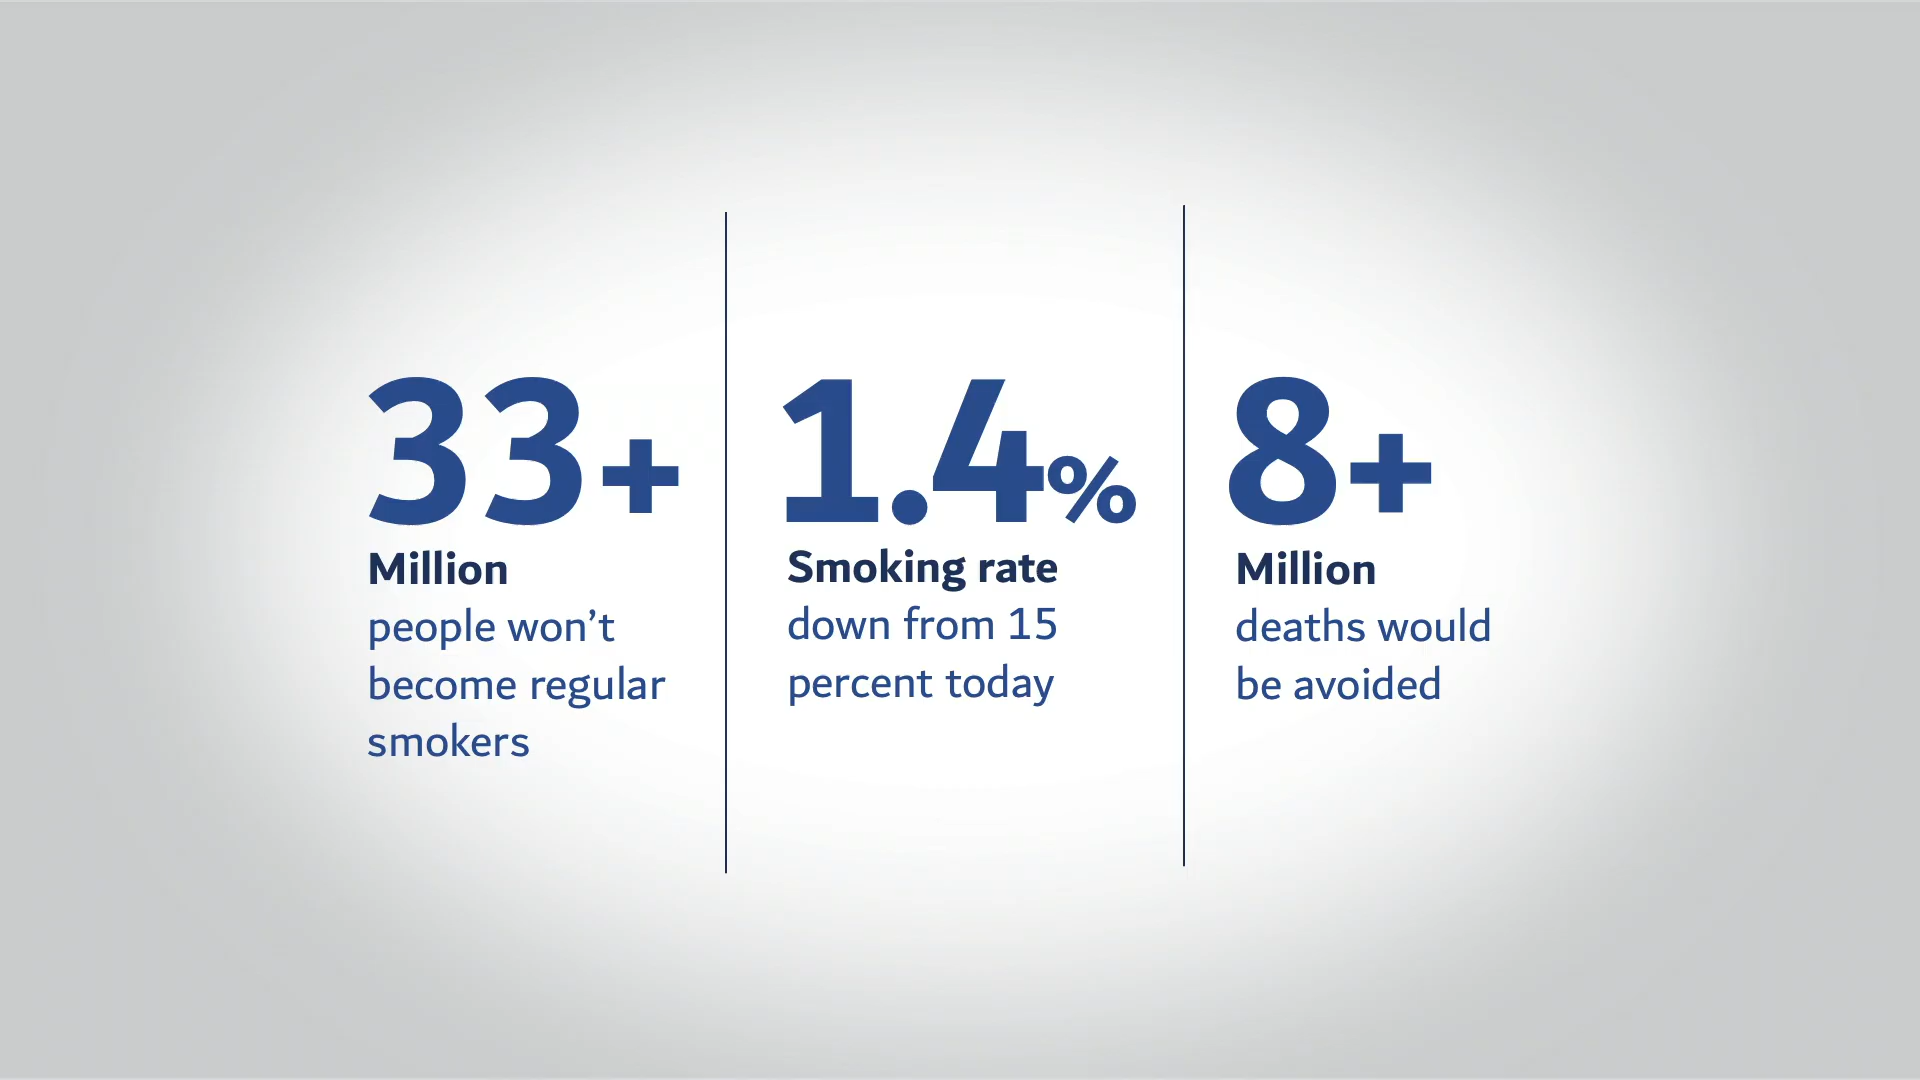 33+
Million
people won’t
become regular
smokers
1.4%
Smoking rate
down from 15
percent today
8+
Million
deaths would
be avoided